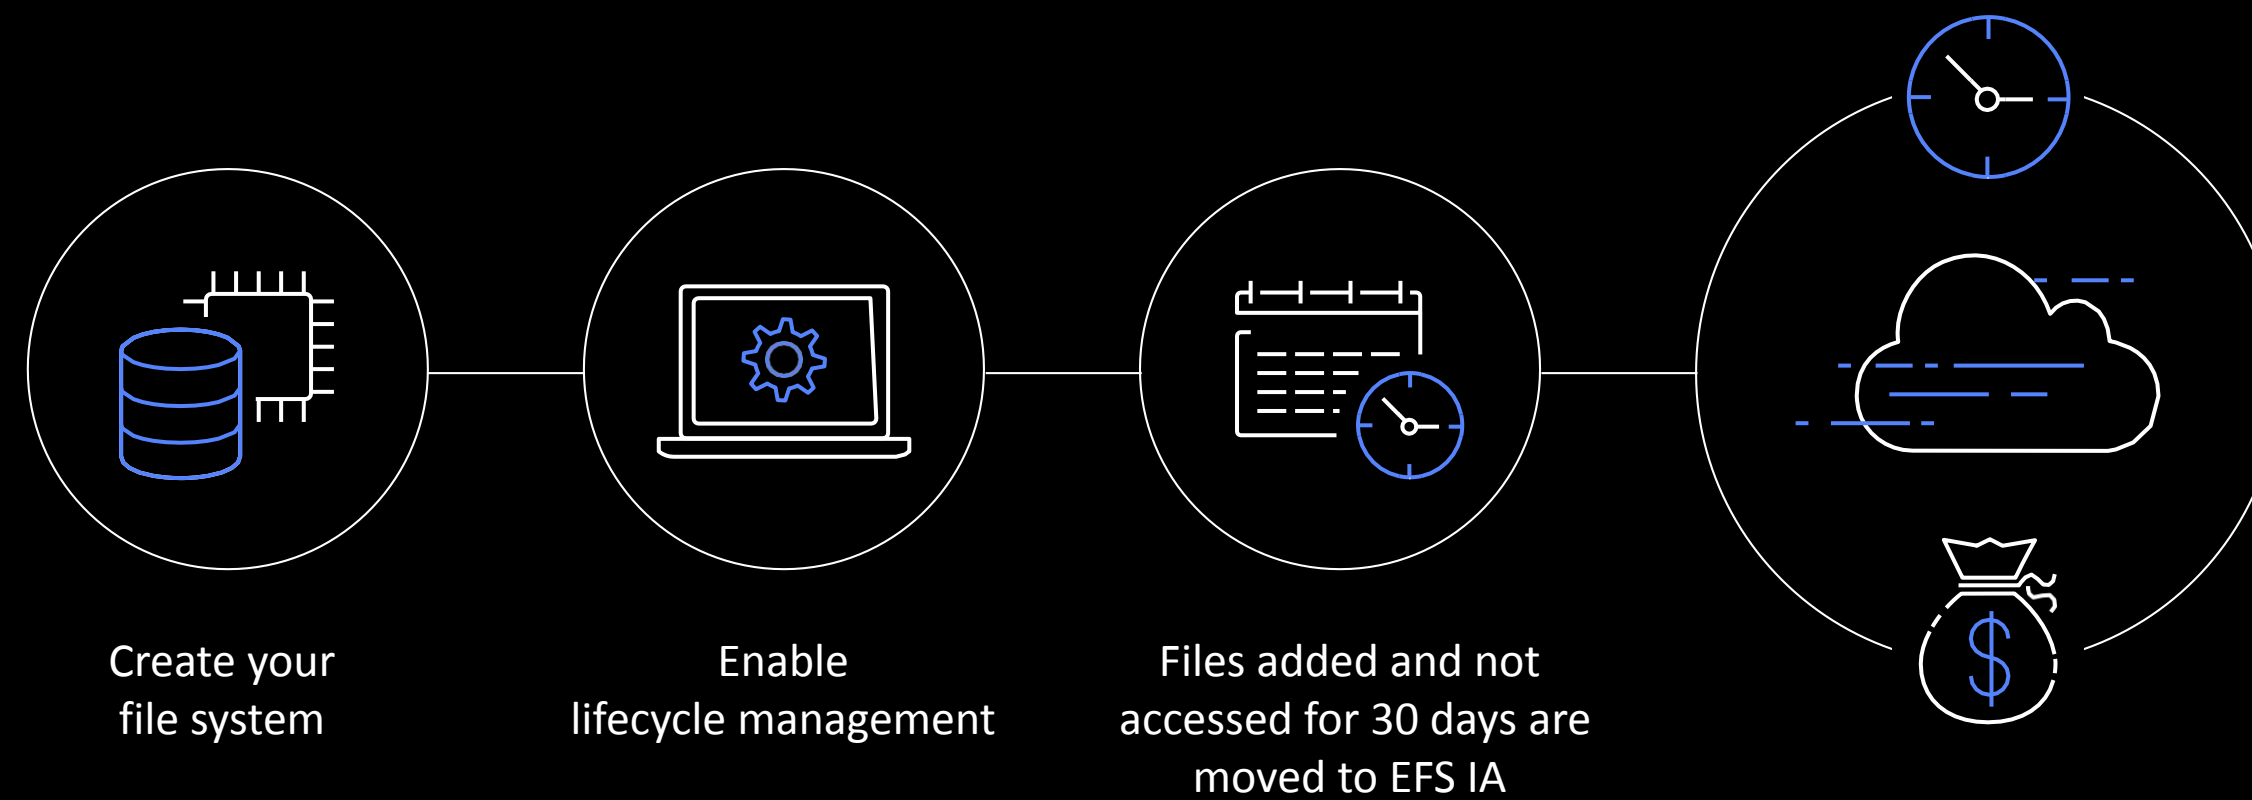 Create your
file system
Enable
lifecycle management
Files added and not
accessed for 30 days are
moved to EFS IA
$